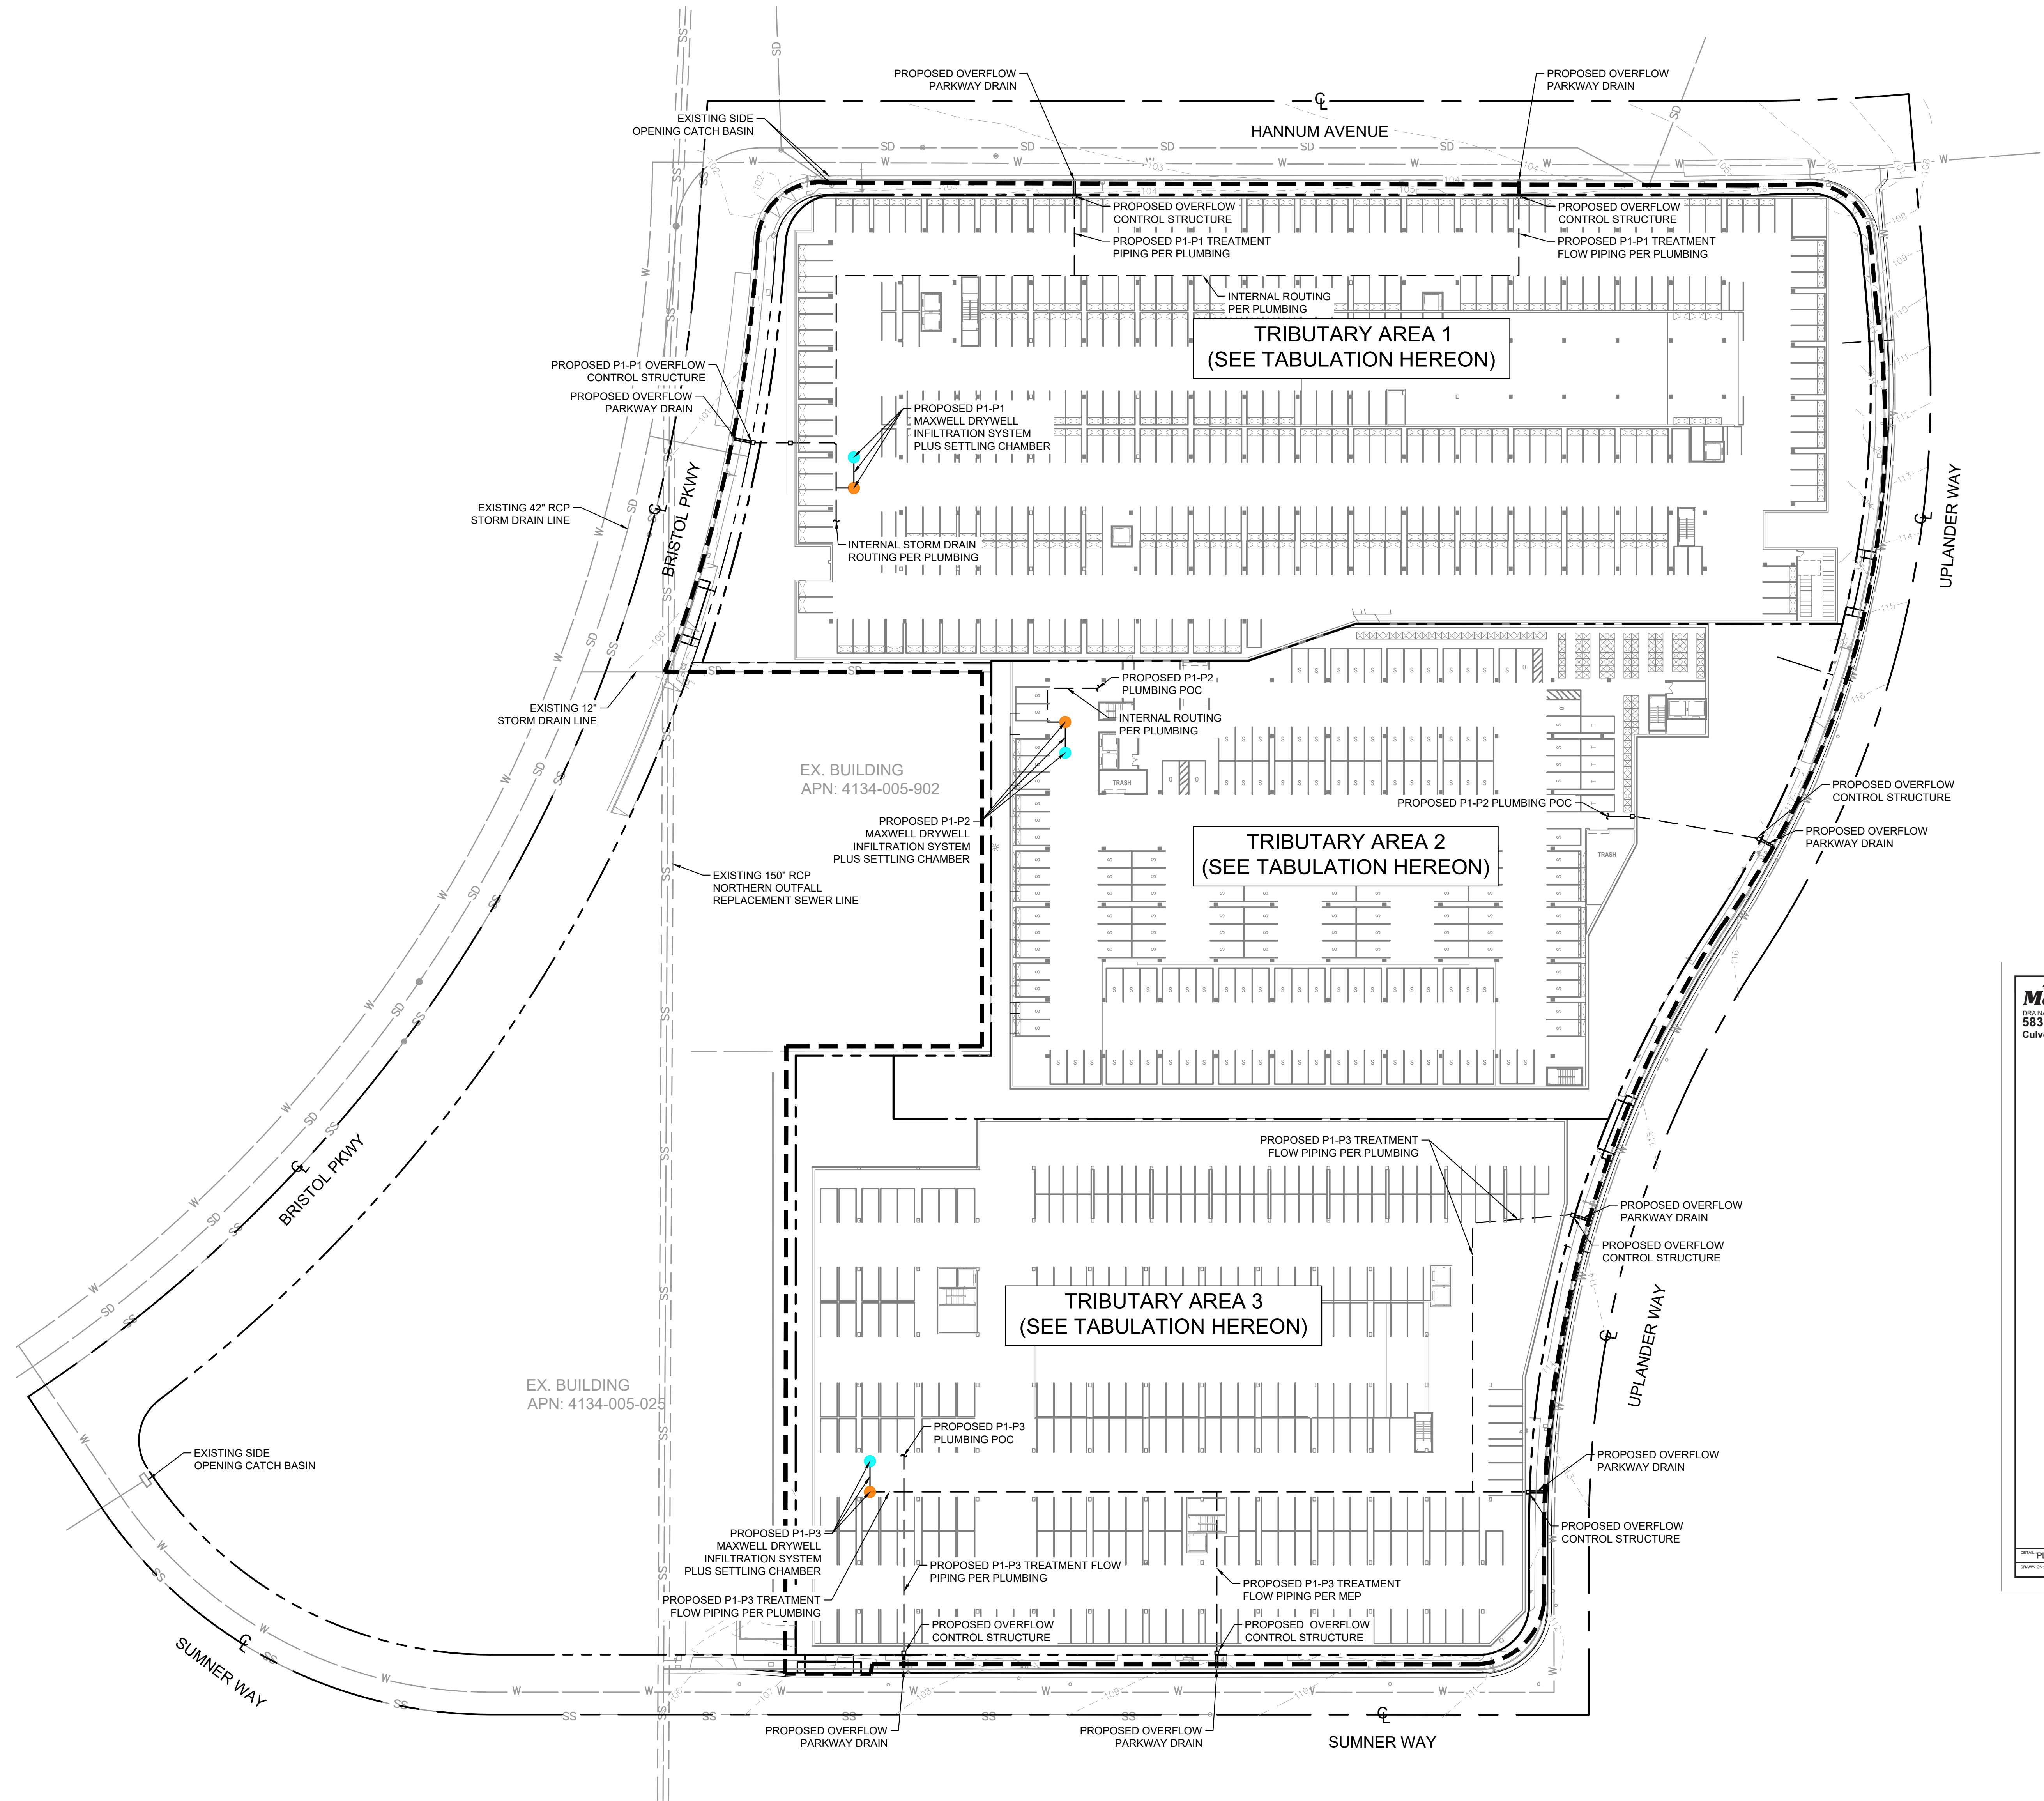 PROPOSED OVERFLOW
PARKWAY DRAIN
PROPOSED OVERFLOW
PARKWAY DRAIN
EXISTING SIDE
OPENING CATCH BASIN
HANNUM AVENUE
PROPOSED OVERFLOW
CONTROL STRUCTURE
PROPOSED OVERFLOW
CONTROL STRUCTURE
PROPOSED P1-P1 TREATMENT
PIPING PER PLUMBING
PROPOSED P1-P1 TREATMENT
FLOW PIPING PER PLUMBING
INTERNAL ROUTING
PER PLUMBING
TRIBUTARY AREA 1
(SEE TABULATION HEREON)
PROPOSED P1-P1 OVERFLOW
CONTROL STRUCTURE
PROPOSED OVERFLOW
PARKWAY DRAIN
PROPOSED P1-P1
MAXWELL DRYWELL
INFILTRATION SYSTEM
PLUS SETTLING CHAMBER
EXISTING 42" RCP
STORM DRAIN LINE
BRISTOL PKWY
UPLANDER WAY
INTERNAL STORM DRAIN
ROUTING PER PLUMBING
PROPOSED P1-P2
PLUMBING POC
EXISTING 12"
STORM DRAIN LINE
INTERNAL ROUTING
PER PLUMBING
EX. BUILDING
APN: 4134-005-902
TRASH
PROPOSED OVERFLOW
CONTROL STRUCTURE
PROPOSED P1-P2 PLUMBING POC
PROPOSED P1-P2
MAXWELL DRYWELL
INFILTRATION SYSTEM
PLUS SETTLING CHAMBER
TRIBUTARY AREA 2
(SEE TABULATION HEREON)
PROPOSED OVERFLOW
PARKWAY DRAIN
TRASH
EXISTING 150" RCP
NORTHERN OUTFALL
REPLACEMENT SEWER LINE
583
Culv
BRISTOL PKWY
PROPOSED P1-P3 TREATMENT
FLOW PIPING PER PLUMBING
PROPOSED OVERFLOW
PARKWAY DRAIN
PROPOSED OVERFLOW
CONTROL STRUCTURE
TRIBUTARY AREA 3
(SEE TABULATION HEREON)
UPLANDER WAY
EX. BUILDING
APN: 4134-005-025
PROPOSED P1-P3
PLUMBING POC
EXISTING SIDE
OPENING CATCH BASIN
PROPOSED OVERFLOW
PARKWAY DRAIN
PROPOSED P1-P3
MAXWELL DRYWELL
INFILTRATION SYSTEM
PLUS SETTLING CHAMBER
PROPOSED OVERFLOW
CONTROL STRUCTURE
PROPOSED P1-P3 TREATMENT FLOW
PIPING PER PLUMBING
PROPOSED P1-P3 TREATMENT
FLOW PIPING PER MEP
PROPOSED P1-P3 TREATMENT
FLOW PIPING PER PLUMBING
PROPOSED OVERFLOW
CONTROL STRUCTURE
PROPOSED OVERFLOW
CONTROL STRUCTURE
SUMNER WAY
PROPOSED OVERFLOW
PARKWAY DRAIN
PROPOSED OVERFLOW
PARKWAY DRAIN
SUMNER WAY